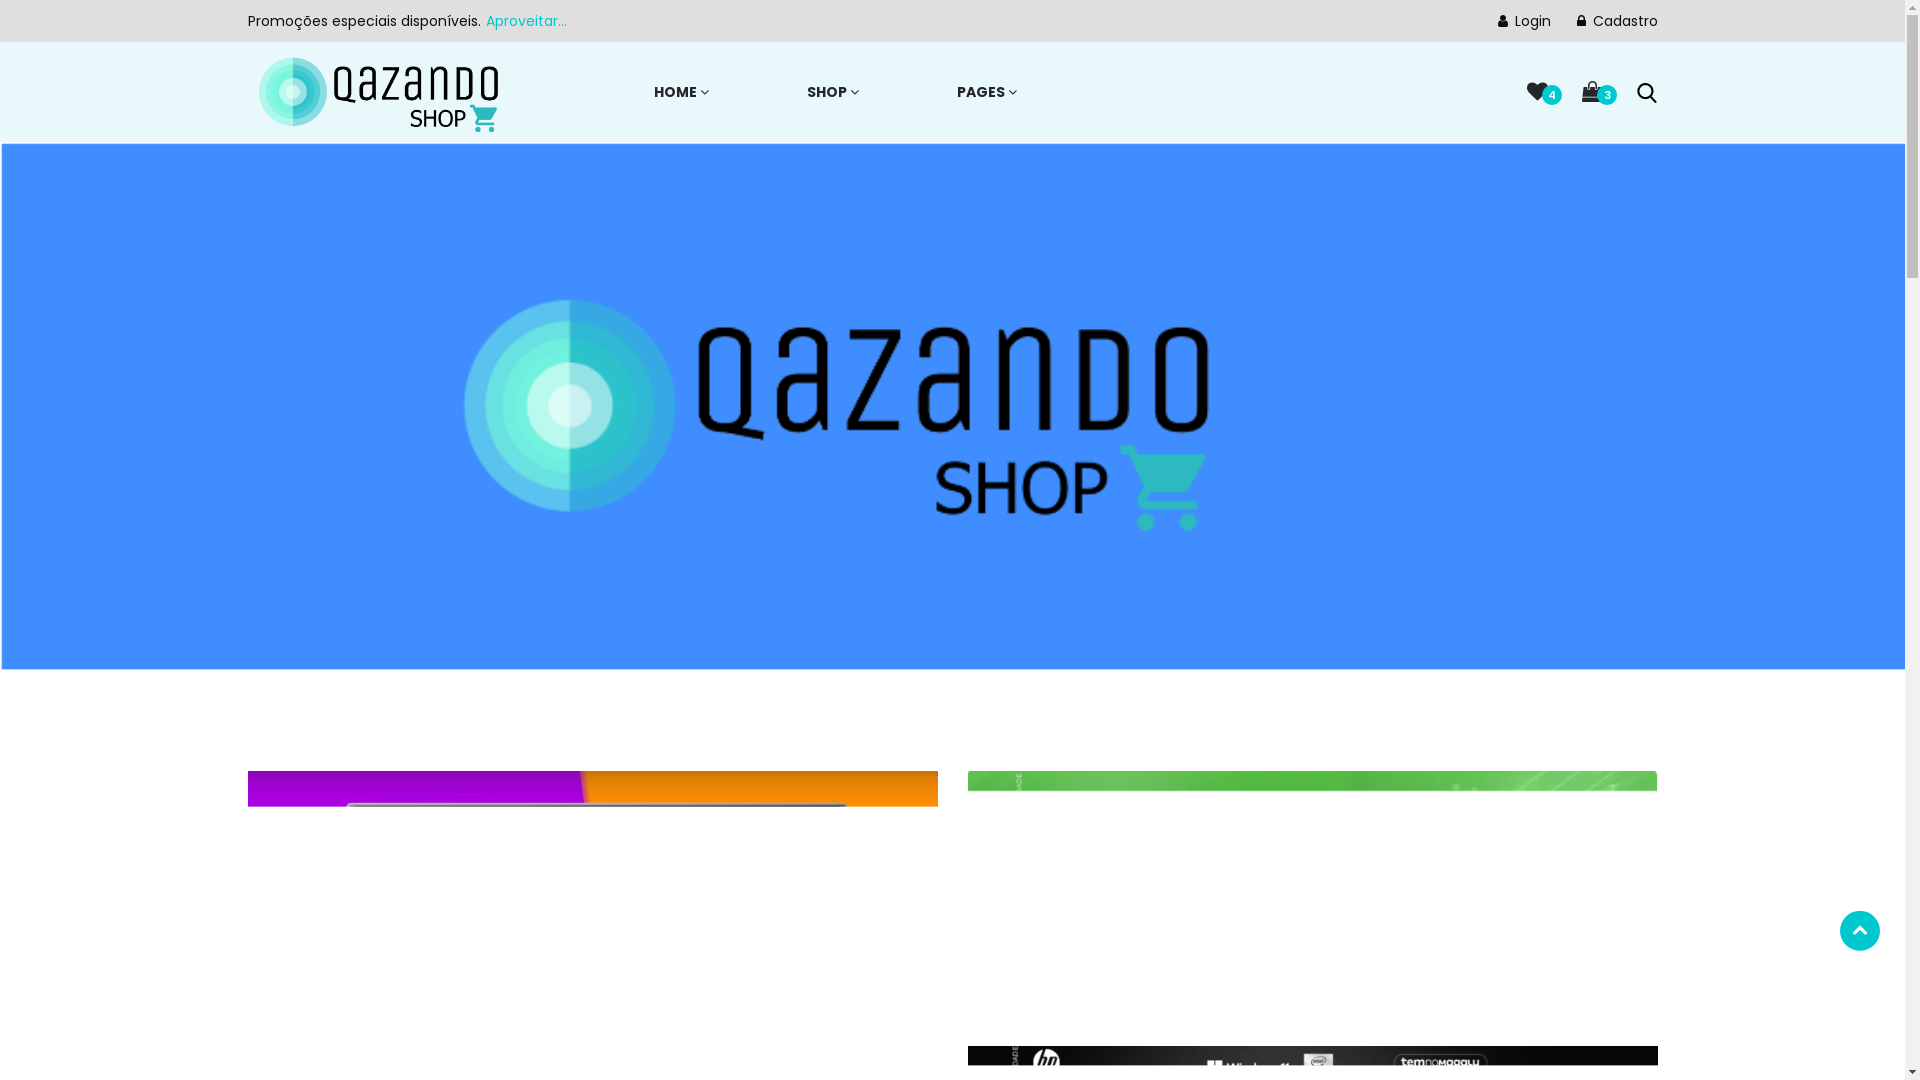 Promoções especiais disponíveis. Aproveitar...
Login
Cadastro
QAZANDO
SHOP
HOME
SHOP
PAGES
4
3
QAZANDO
SHOP
hp
temnomagalu